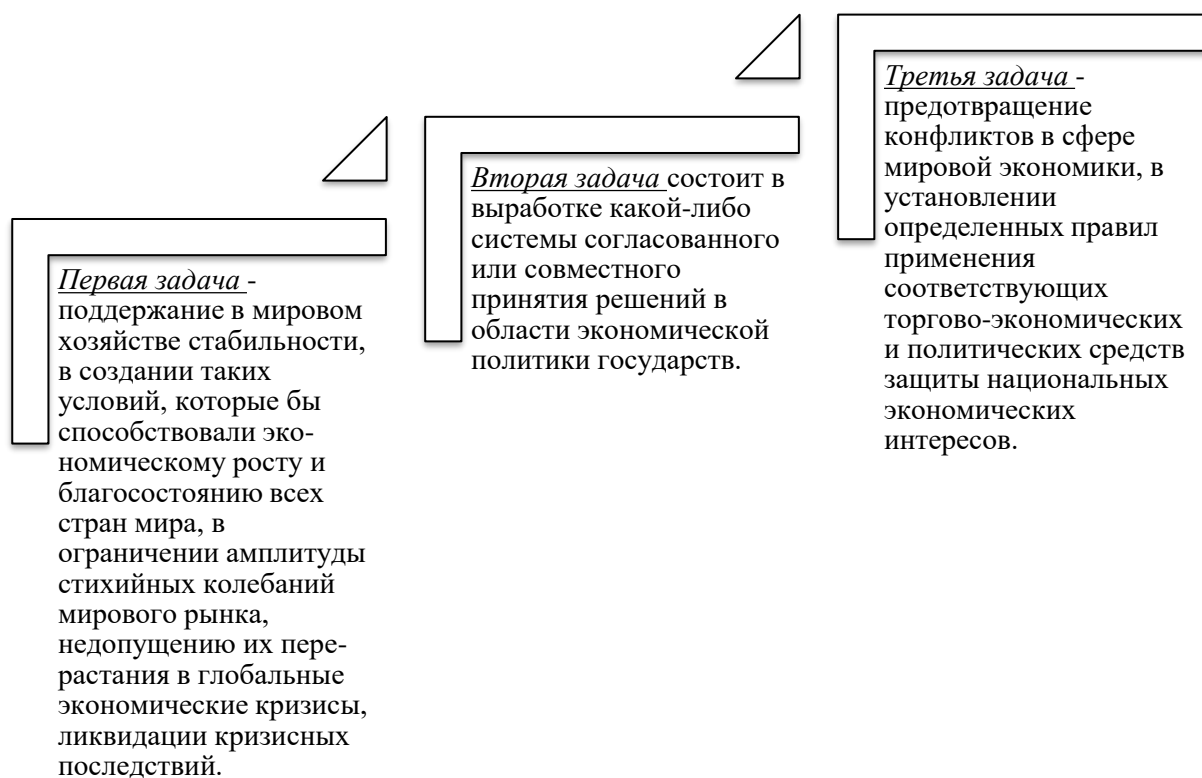 Первая задача -
поддержание в мировом
хозяйстве стабильности,
в создании таких
условий, которые бы
способствовали эко-
номическому росту и
благосостоянию всех
стран мира, в
ограничении амплитуды
стихийных колебаний
мирового рынка,
недопущению их пере-
растания в глобальные
экономические кризисы,
ликвидации кризисных
последствий.
Вторая задача состоит в
выработке какой-либо
системы согласованного
или совместного
принятия решений в
области экономической
политики государств.
Третья задача -
предотвращение
конфликтов в сфере
мировой экономики, в
установлении
определенных правил
применения
соответствующих
торгово-экономических
и политических средств
защиты национальных
экономических
интересов.